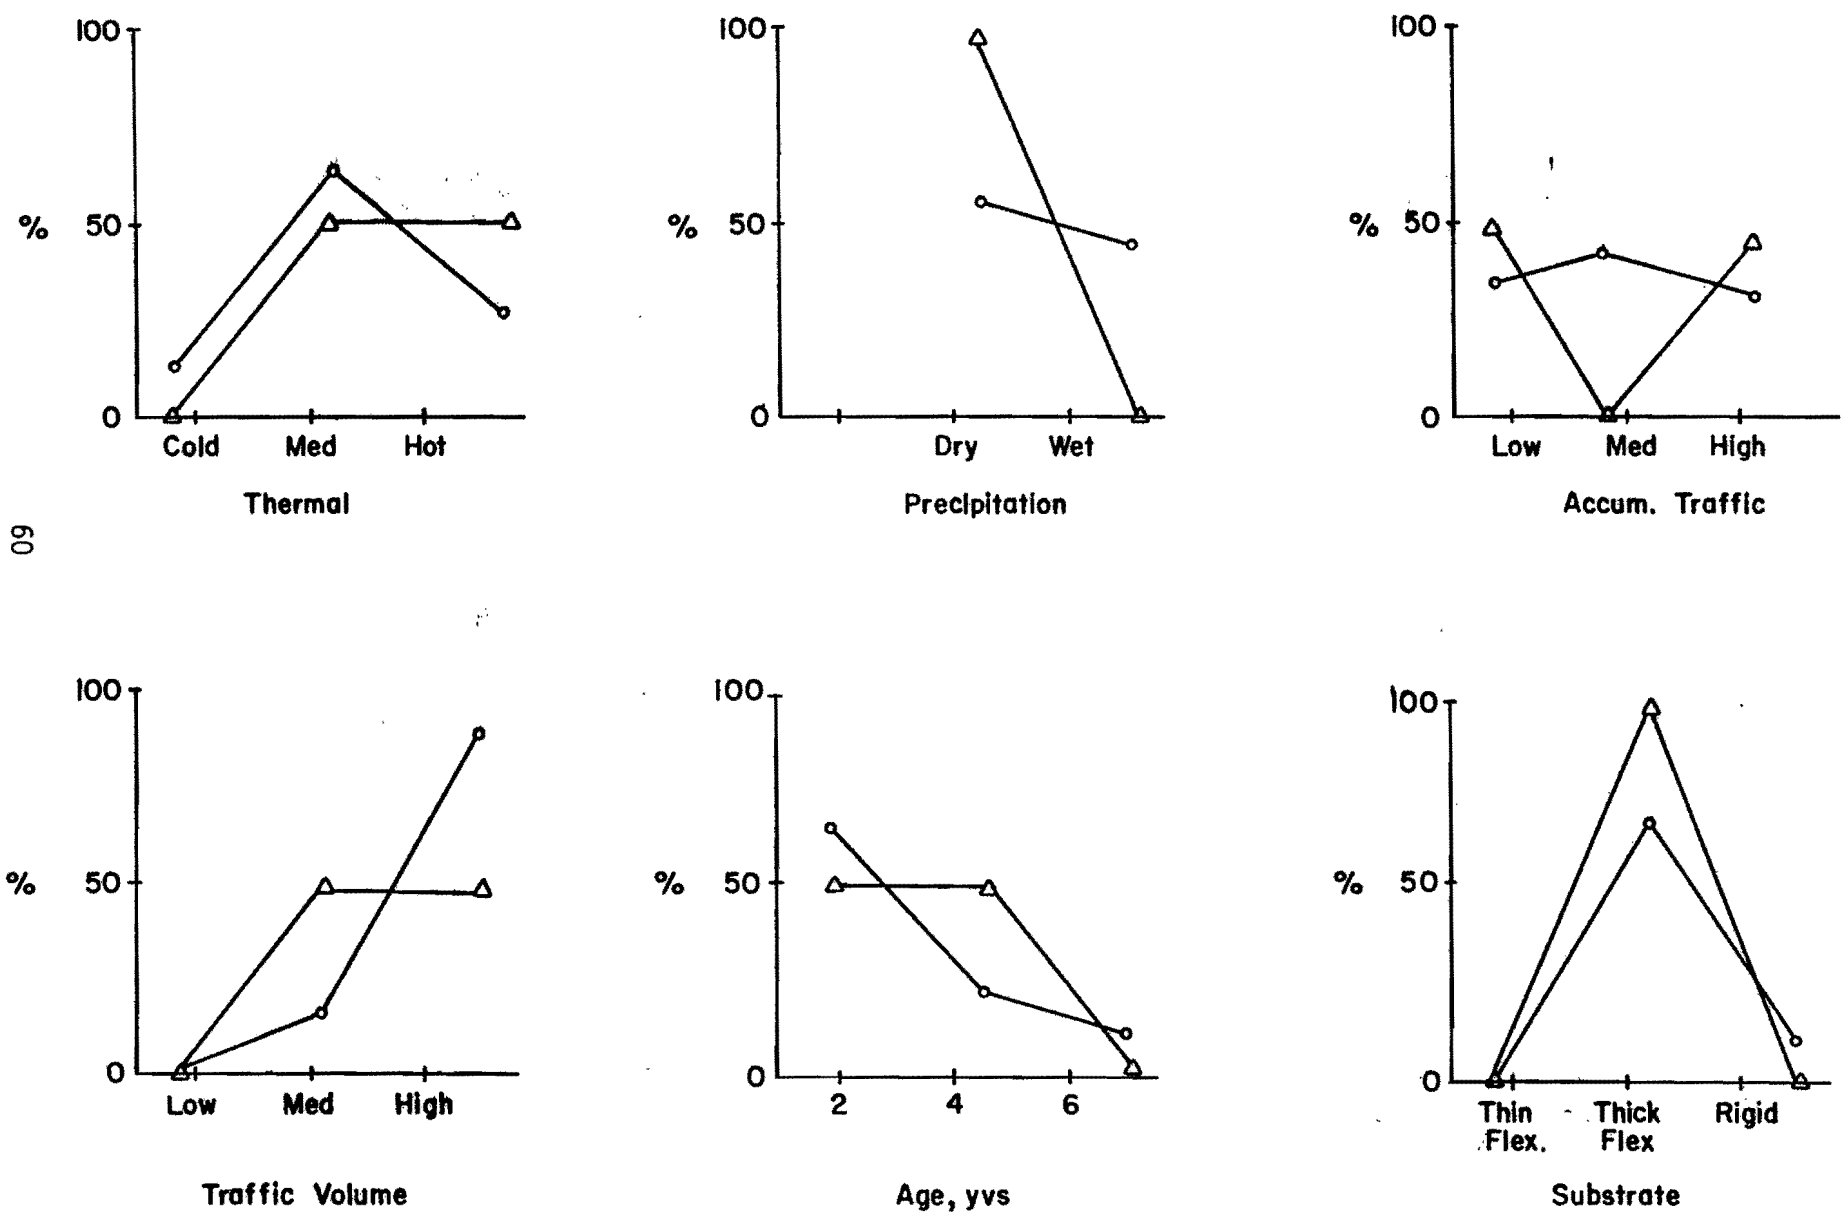 100
%
50
0
Cold Med Hot
Thermal
100
%
50
0
Dry Wet
Precipitation
100
%
50
0
Low Med High
Accum. Traffic
60
100
%
50
0
Low Med High
Traffic Volume
100
%
50
0
2 4 6
Age, yvs
100
%
50
0
Thin Thick Rigid
Flex. Flex
Substrate